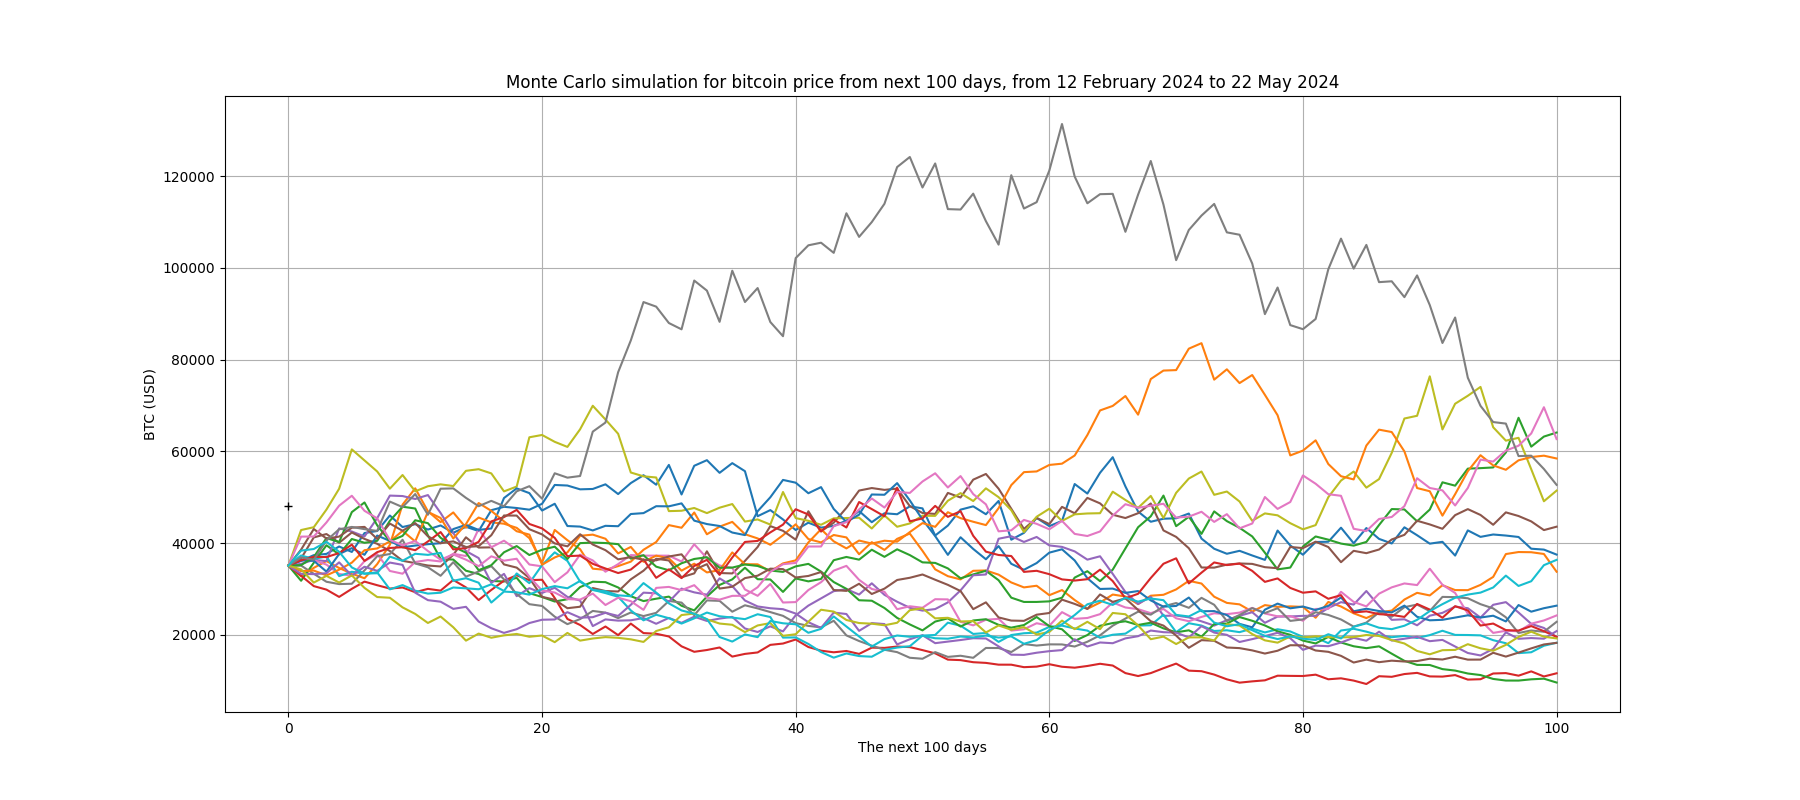 Monte Carlo simulation for bitcoin price from next 100 days, from 12 February 2024 to 22 May 2024
120000
100000
80000
60000
40000
20000
BTC (USD)
0 20 40 60 80 100
The next 100 days